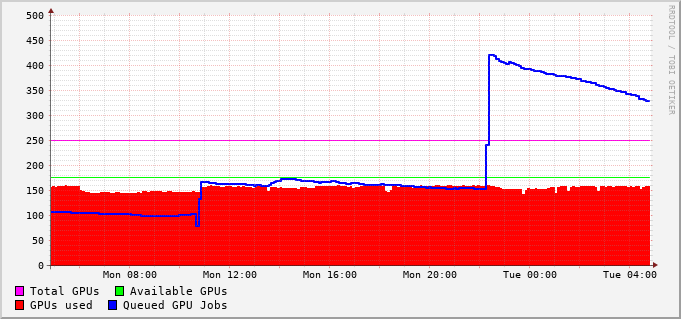 500
450
400
350
300
250
200
150
100
50
0
Mon 08:00 Mon 12:00 Mon 16:00 Mon 20:00 Tue 00:00 Tue 04:00
Total GPUs Available GPUs
GPUs used Queued GPU Jobs
RRDTOOL / TOBI OETIKER